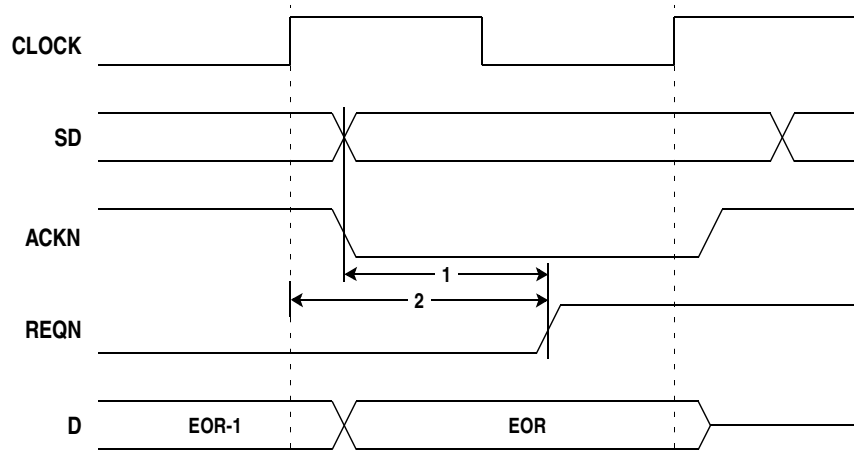 CLOCK
SD
ACKN
1
2
REQN
D
EOR-1
EOR